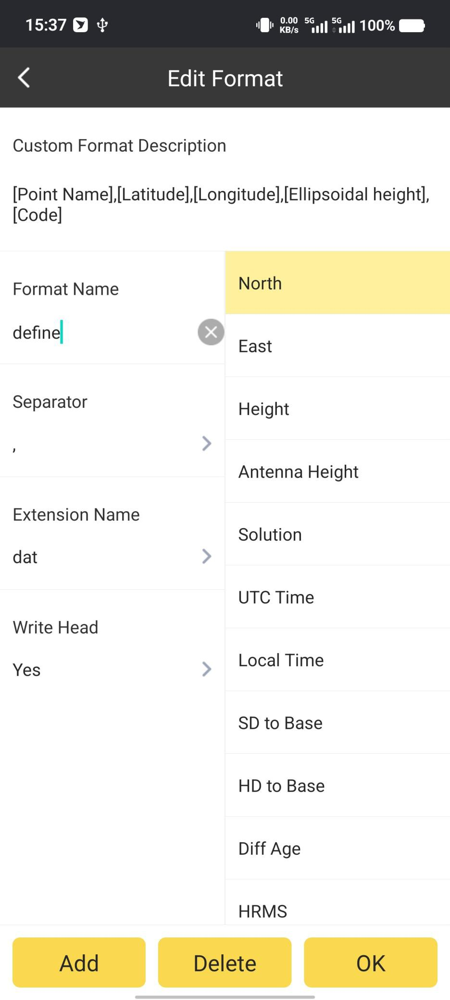 15:37
0.00 KB/s 5G 5G 100%
Edit Format
Custom Format Description
[Point Name],[Latitude],[Longitude],[Ellipsoidal height],
[Code]
Format Name
define
Separator
,
Extension Name
dat
Write Head
Yes
North
East
Height
Antenna Height
Solution
UTC Time
Local Time
SD to Base
HD to Base
Diff Age
HRMS
Add
Delete
OK